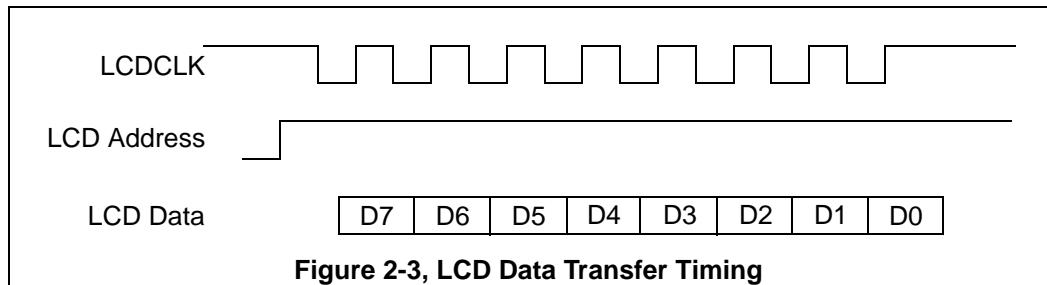 LCDCLK
LCD Address
LCD Data
D7 D6 D5 D4 D3 D2 D1 D0
Figure 2-3, LCD Data Transfer Timing